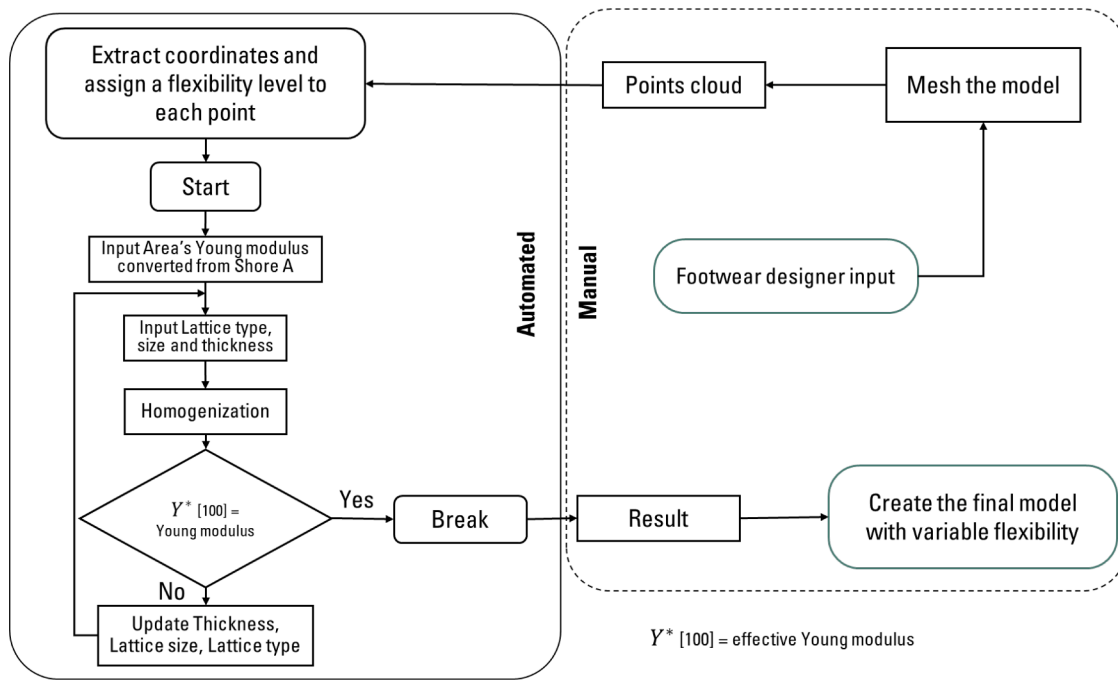 Extract coordinates and
assign a flexibility level to
each point
Points cloud
Mesh the model
Start
Input Area's Young modulus
converted from Shore A
Automated
Manual
Footwear designer input
Input Lattice type,
size and thickness
Homogenization
Y* [100] =
Young modulus
Yes
Break
Result
Create the final model
with variable flexibility
No
Update Thickness,
Lattice size, Lattice type
Y* [100] = effective Young modulus